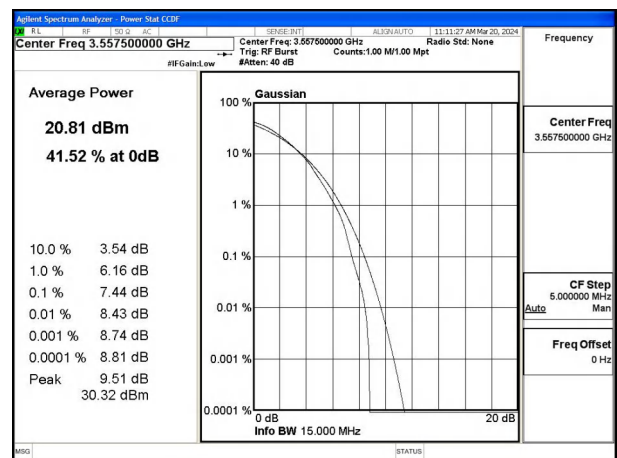 Agilent Spectrum Analyzer - Power Stat CCDF
RL RF 50 Ω AC SENSE:INT ALIGN AUTO 11:11:27 AM Mar 20, 2024
Center Freq 3.557500000 GHz
Center Freq: 3.557500000 GHz Radio Std: None
Trig: RF Burst Counts:1.00 M/1.00 Mpt
#IFGain:Low #Atten: 40 dB
Frequency
Average Power
20.81 dBm
41.52 % at 0dB
10.0 % 3.54 dB
1.0 % 6.16 dB
0.1 % 7.44 dB
0.01 % 8.43 dB
0.001 % 8.74 dB
0.0001 % 8.81 dB
Peak 9.51 dB
30.32 dBm
Gaussian
100 %
10 %
1 %
0.1 %
0.01 %
0.001 %
0.0001 %
0 dB 20 dB
Info BW 15.000 MHz
Center Freq
3.557500000 GHz
CF Step
5.000000 MHz
Auto Man
Freq Offset
0 Hz
MSG STATUS